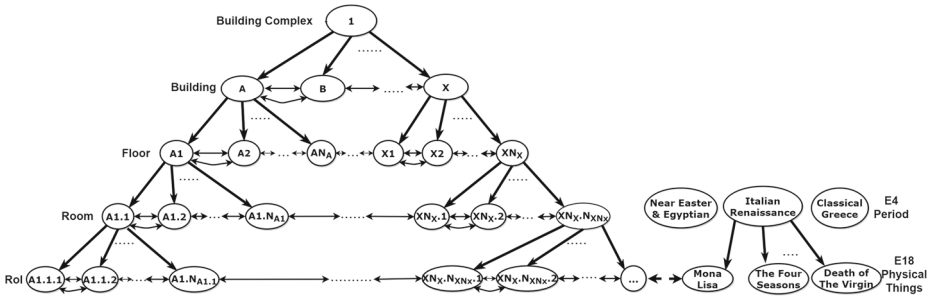 Building Complex 1
......
Building A B ..... X
..... .....
Floor A1 A2 ... AN_A ... X1 X2 ... XN_X
..... .....
Room A1.1 A1.2 ... A1.N_A1 ...... XN_X.1 XN_X.2 ... XN_X.N_XNx
Near Easter & Egyptian
Italian Renaissance
Classical Greece
E4 Period
..... ..... ....
RoI A1.1.1 A1.1.2 .... A1.N_A1.1 ...... XN_X.N_XNx.1 XN_X.N_XNx.2 ..... ...
Mona Lisa
The Four Seasons
Death of The Virgin
E18 Physical Things